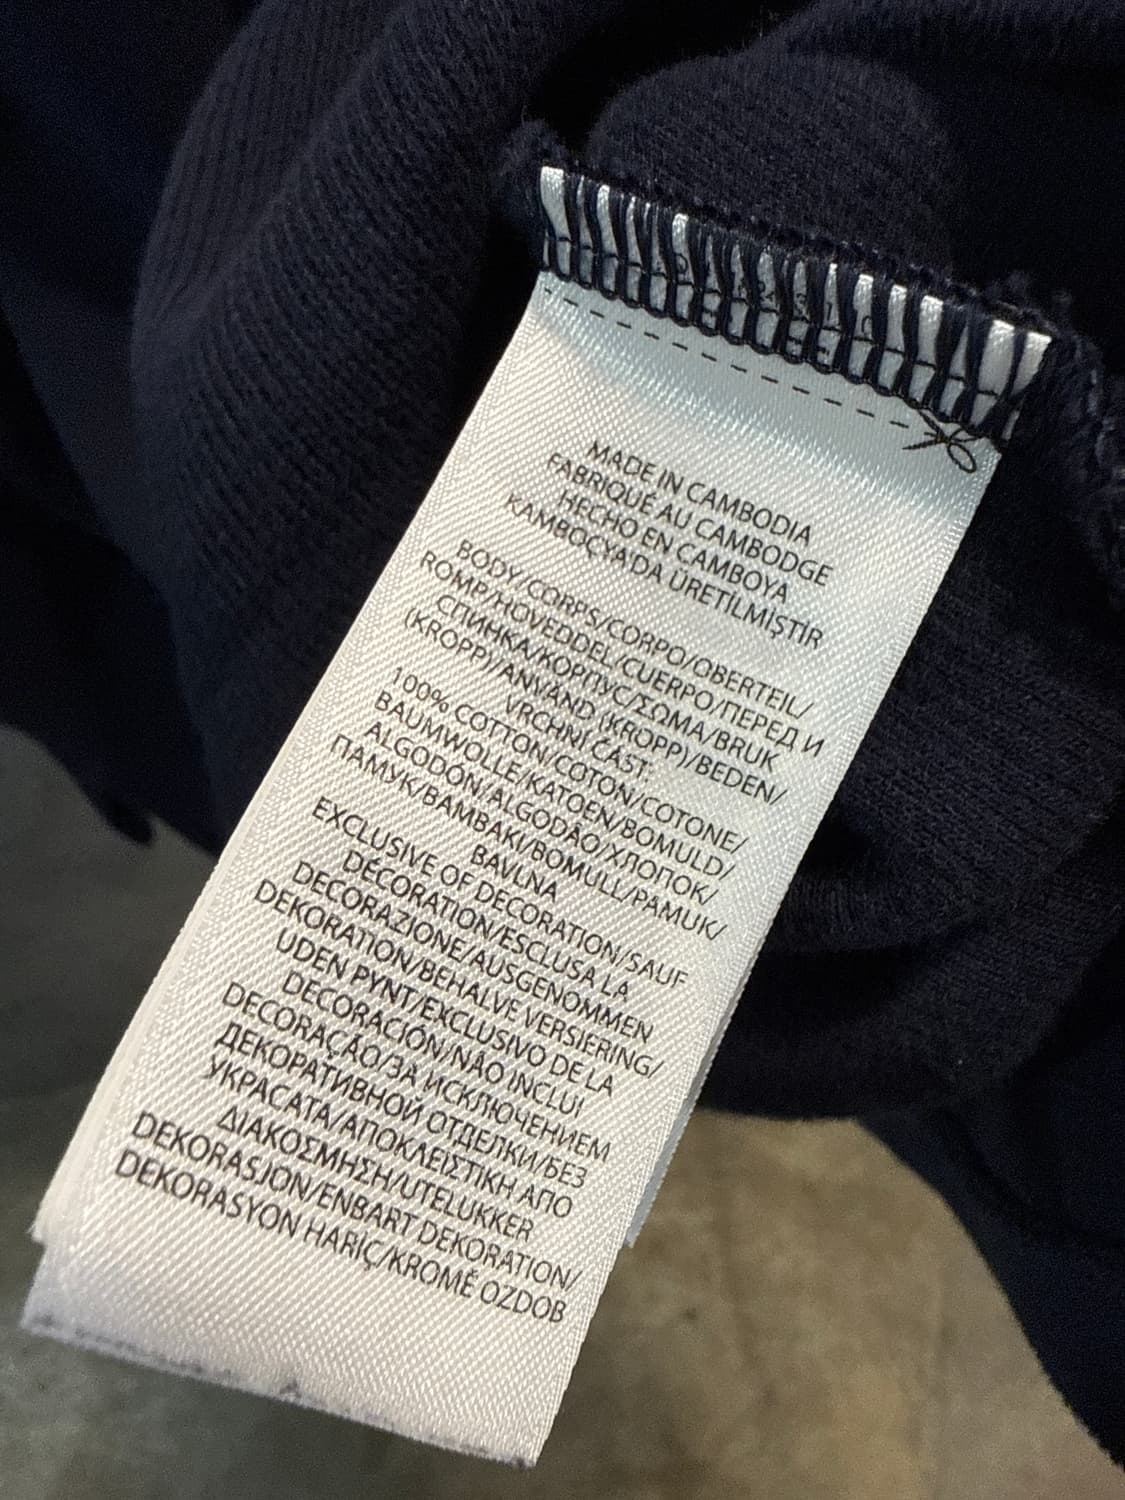 MADE IN CAMBODIA
FABRIQUÉ AU CAMBODGE
HECHO EN CAMBOYA
KAMBOÇYA'DA ÜRETİLMİŞTİR
BODY/CORPS/CORPO/OBERTEIL/
ROMP/HOVEDDEL/CUERPO/ПЕРЕД И
СПИНКА/КОРПУС/ΣΩΜΑ/BRUK
(KROPP)/ANVÄND (KROPP)/BEDEN/
VRCHNÍ ČÁST:
100% COTTON/COTON/COTONE/
BAUMWOLLE/KATOEN/BOMULD/
ALGODÓN/ALGODÃO/ХЛОПОК/
ПАМУК/ΒΑΜΒΑΚΙ/BOMULL/PAMUK/
BAVLNA
EXCLUSIVE OF DECORATION/SAUF
DÉCORATION/ESCLUSA LA
DECORAZIONE/AUSGENOMMEN
DEKORATION/BEHALVE VERSIERING/
UDEN PYNT/EXCLUSIVO DE LA
DECORACIÓN/NÃO INCLUI
DECORAÇÃO/ЗА ИСКЛЮЧЕНИЕМ
ДЕКОРАТИВНОЙ ОТДЕЛКИ/БЕЗ
УКРАСАТА/ΑΠΟΚΛΕΙΣΤΙΚΗ ΑΠΟ
ΔΙΑΚΟΣΜΗΣΗ/UTELUKKER
DEKORASJON/ENBART DEKORATION/
DEKORASYON HARİÇ/KROMĚ OZDOB